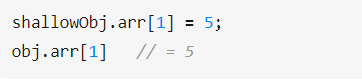 shallowObj.arr[1] = 5;
obj.arr[1]   // = 5